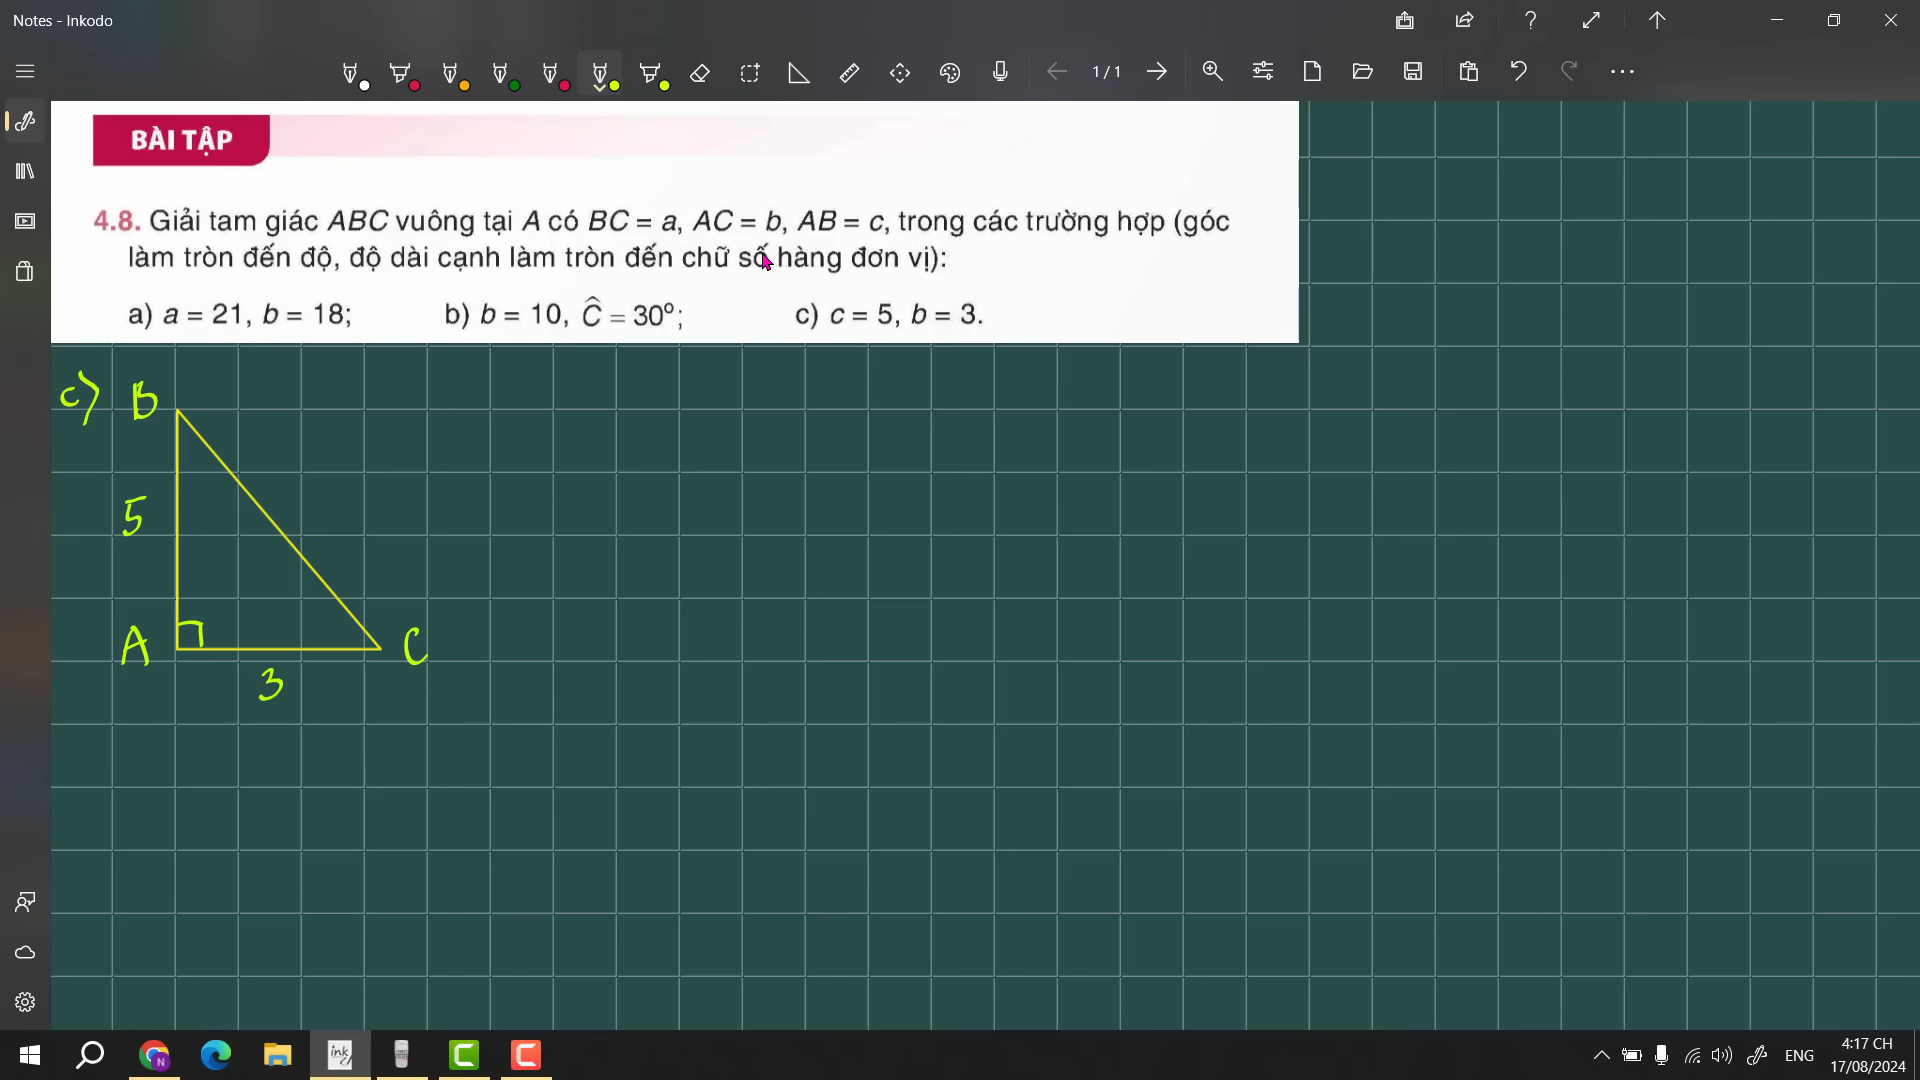 Notes - Inkodo
1 / 1
BÀI TẬP
4.8. Giải tam giác ABC vuông tại A có BC = a, AC = b, AB = c, trong các trường hợp (góc
làm tròn đến độ, độ dài cạnh làm tròn đến chữ số hàng đơn vị):
a) a = 21, b = 18; b) b = 10, Ĉ = 30°; c) c = 5, b = 3.
c) B
5
A C
3
ink
N
ENG
4:17 CH
17/08/2024